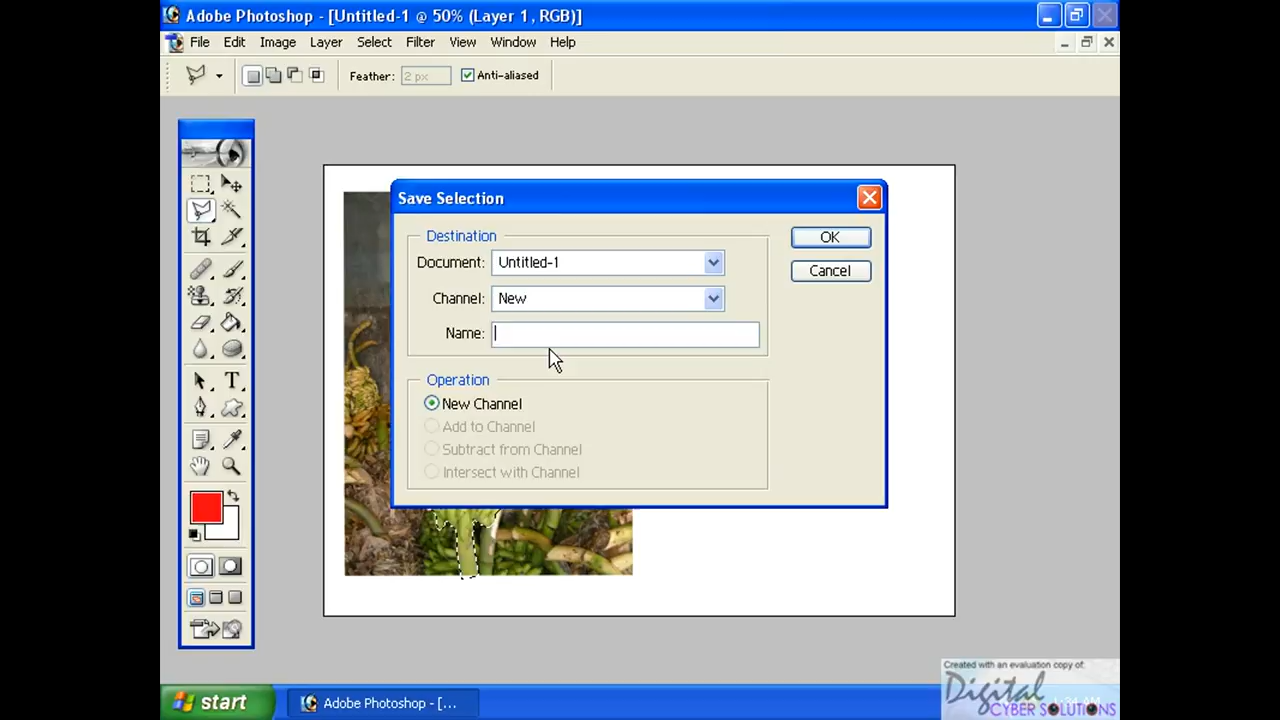 Adobe Photoshop - [Untitled-1 @ 50% (Layer 1, RGB)]
File Edit Image Layer Select Filter View Window Help
Feather: 2 px Anti-aliased
Save Selection
Destination
Document: Untitled-1
Channel: New
Name:
OK
Cancel
Operation
New Channel
Add to Channel
Subtract from Channel
Intersect with Channel
T
start
Adobe Photoshop - [...
Created with an evaluation copy of:
Digital
CYBER SOLUTIONS